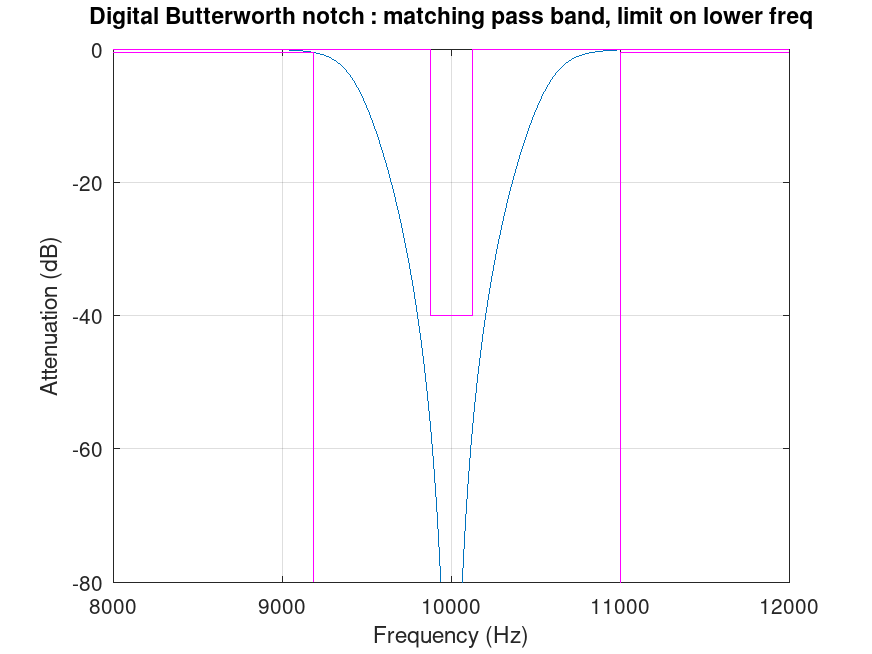 Digital Butterworth notch : matching pass band, limit on lower freq
0
-20
-40
-60
-80
Attenuation (dB)
8000 9000 10000 11000 12000
Frequency (Hz)